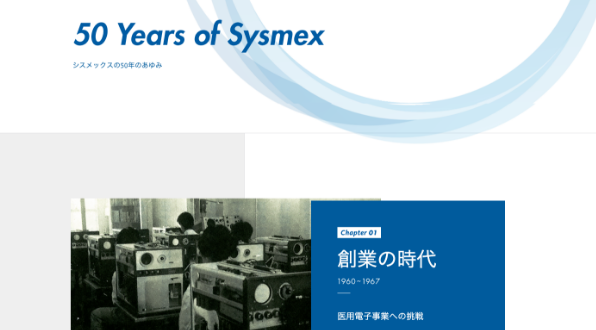 50 Years of Sysmex
シスメックスの50年のあゆみ
Chapter 01
創業の時代
1960-1967
医用電子事業への挑戦